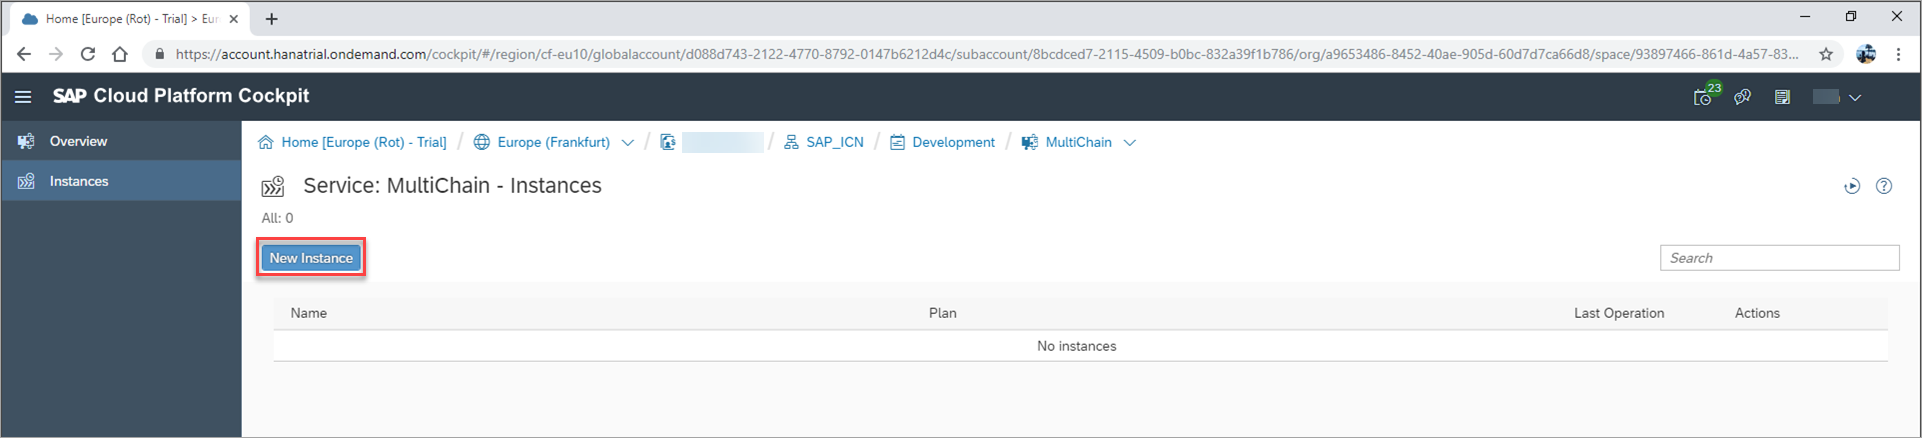 Home [Europe (Rot) - Trial] > Eur
https://account.hanatrial.ondemand.com/cockpit/#/region/cf-eu10/globalaccount/d088d743-2122-4770-8792-0147b6212d4c/subaccount/8bcdced7-2115-4509-b0bc-832a39f1b786/org/a9653486-8452-40ae-905d-60d7d7ca66d8/space/93897466-861d-4a57-83...
SAP Cloud Platform Cockpit
23
Overview
Instances
Home [Europe (Rot) - Trial] / Europe (Frankfurt) / / SAP_ICN / Development / MultiChain
Service: MultiChain - Instances
All: 0
New Instance
Search
Name Plan Last Operation Actions
No instances